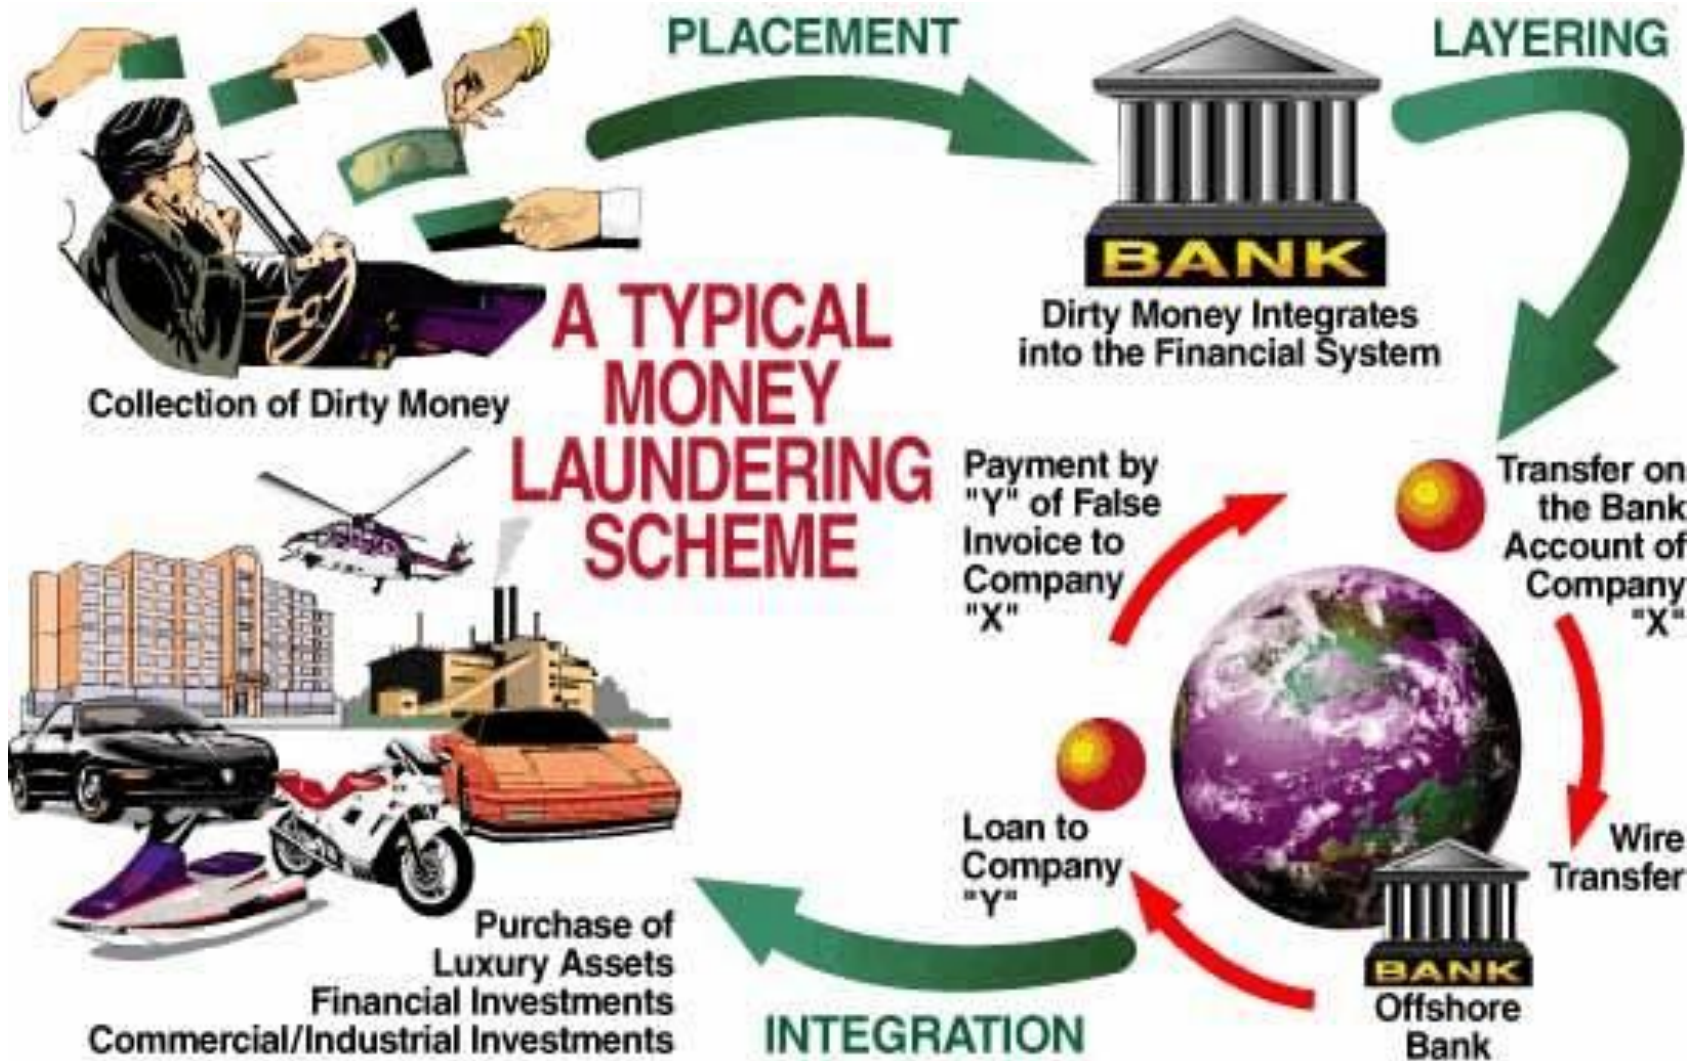 PLACEMENT
LAYERING
BANK
Dirty Money Integrates
into the Financial System
Collection of Dirty Money
A TYPICAL
MONEY
LAUNDERING
SCHEME
Payment by
"Y" of False
Invoice to
Company
"X"
Transfer on
the Bank
Account of
Company
"X"
Wire
Transfer
Loan to
Company
"Y"
BANK
Offshore
Bank
INTEGRATION
Purchase of
Luxury Assets
Financial Investments
Commercial/Industrial Investments